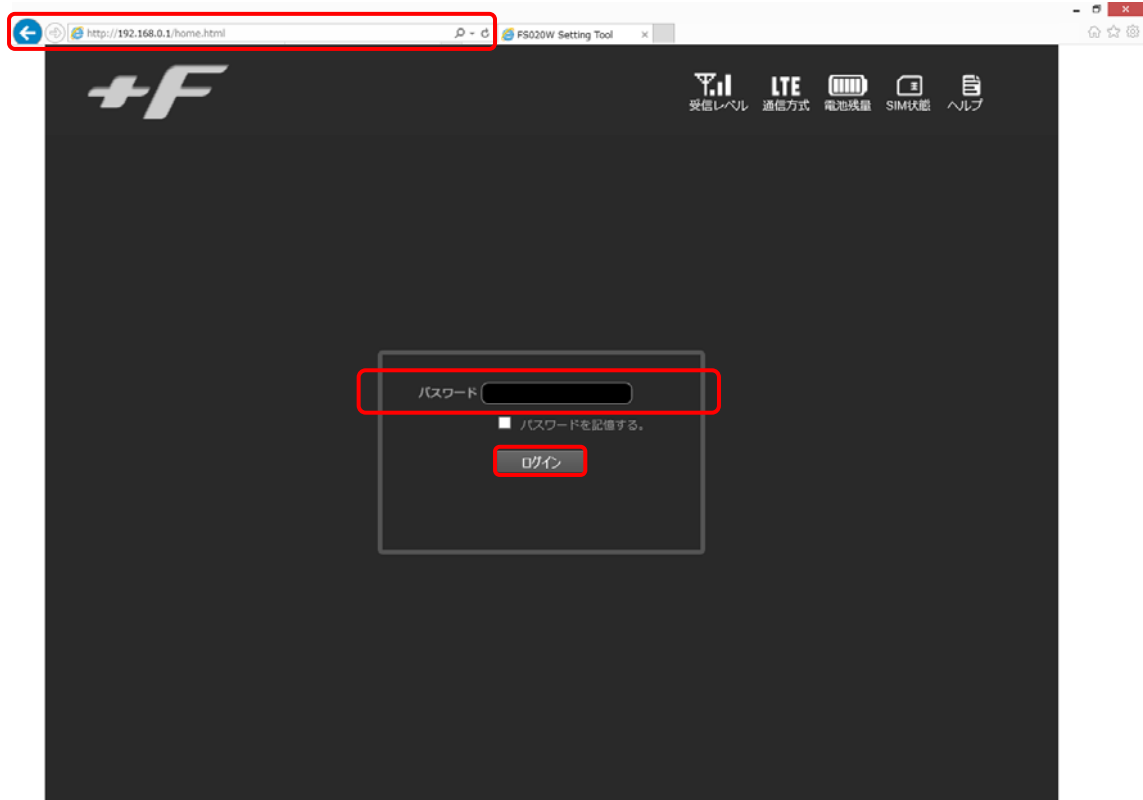 http://192.168.0.1/home.html
FS020W Setting Tool
+F
LTE
受信レベル 通信方式 電池残量 SIM状態 ヘルプ
パスワード
パスワードを記憶する。
ログイン